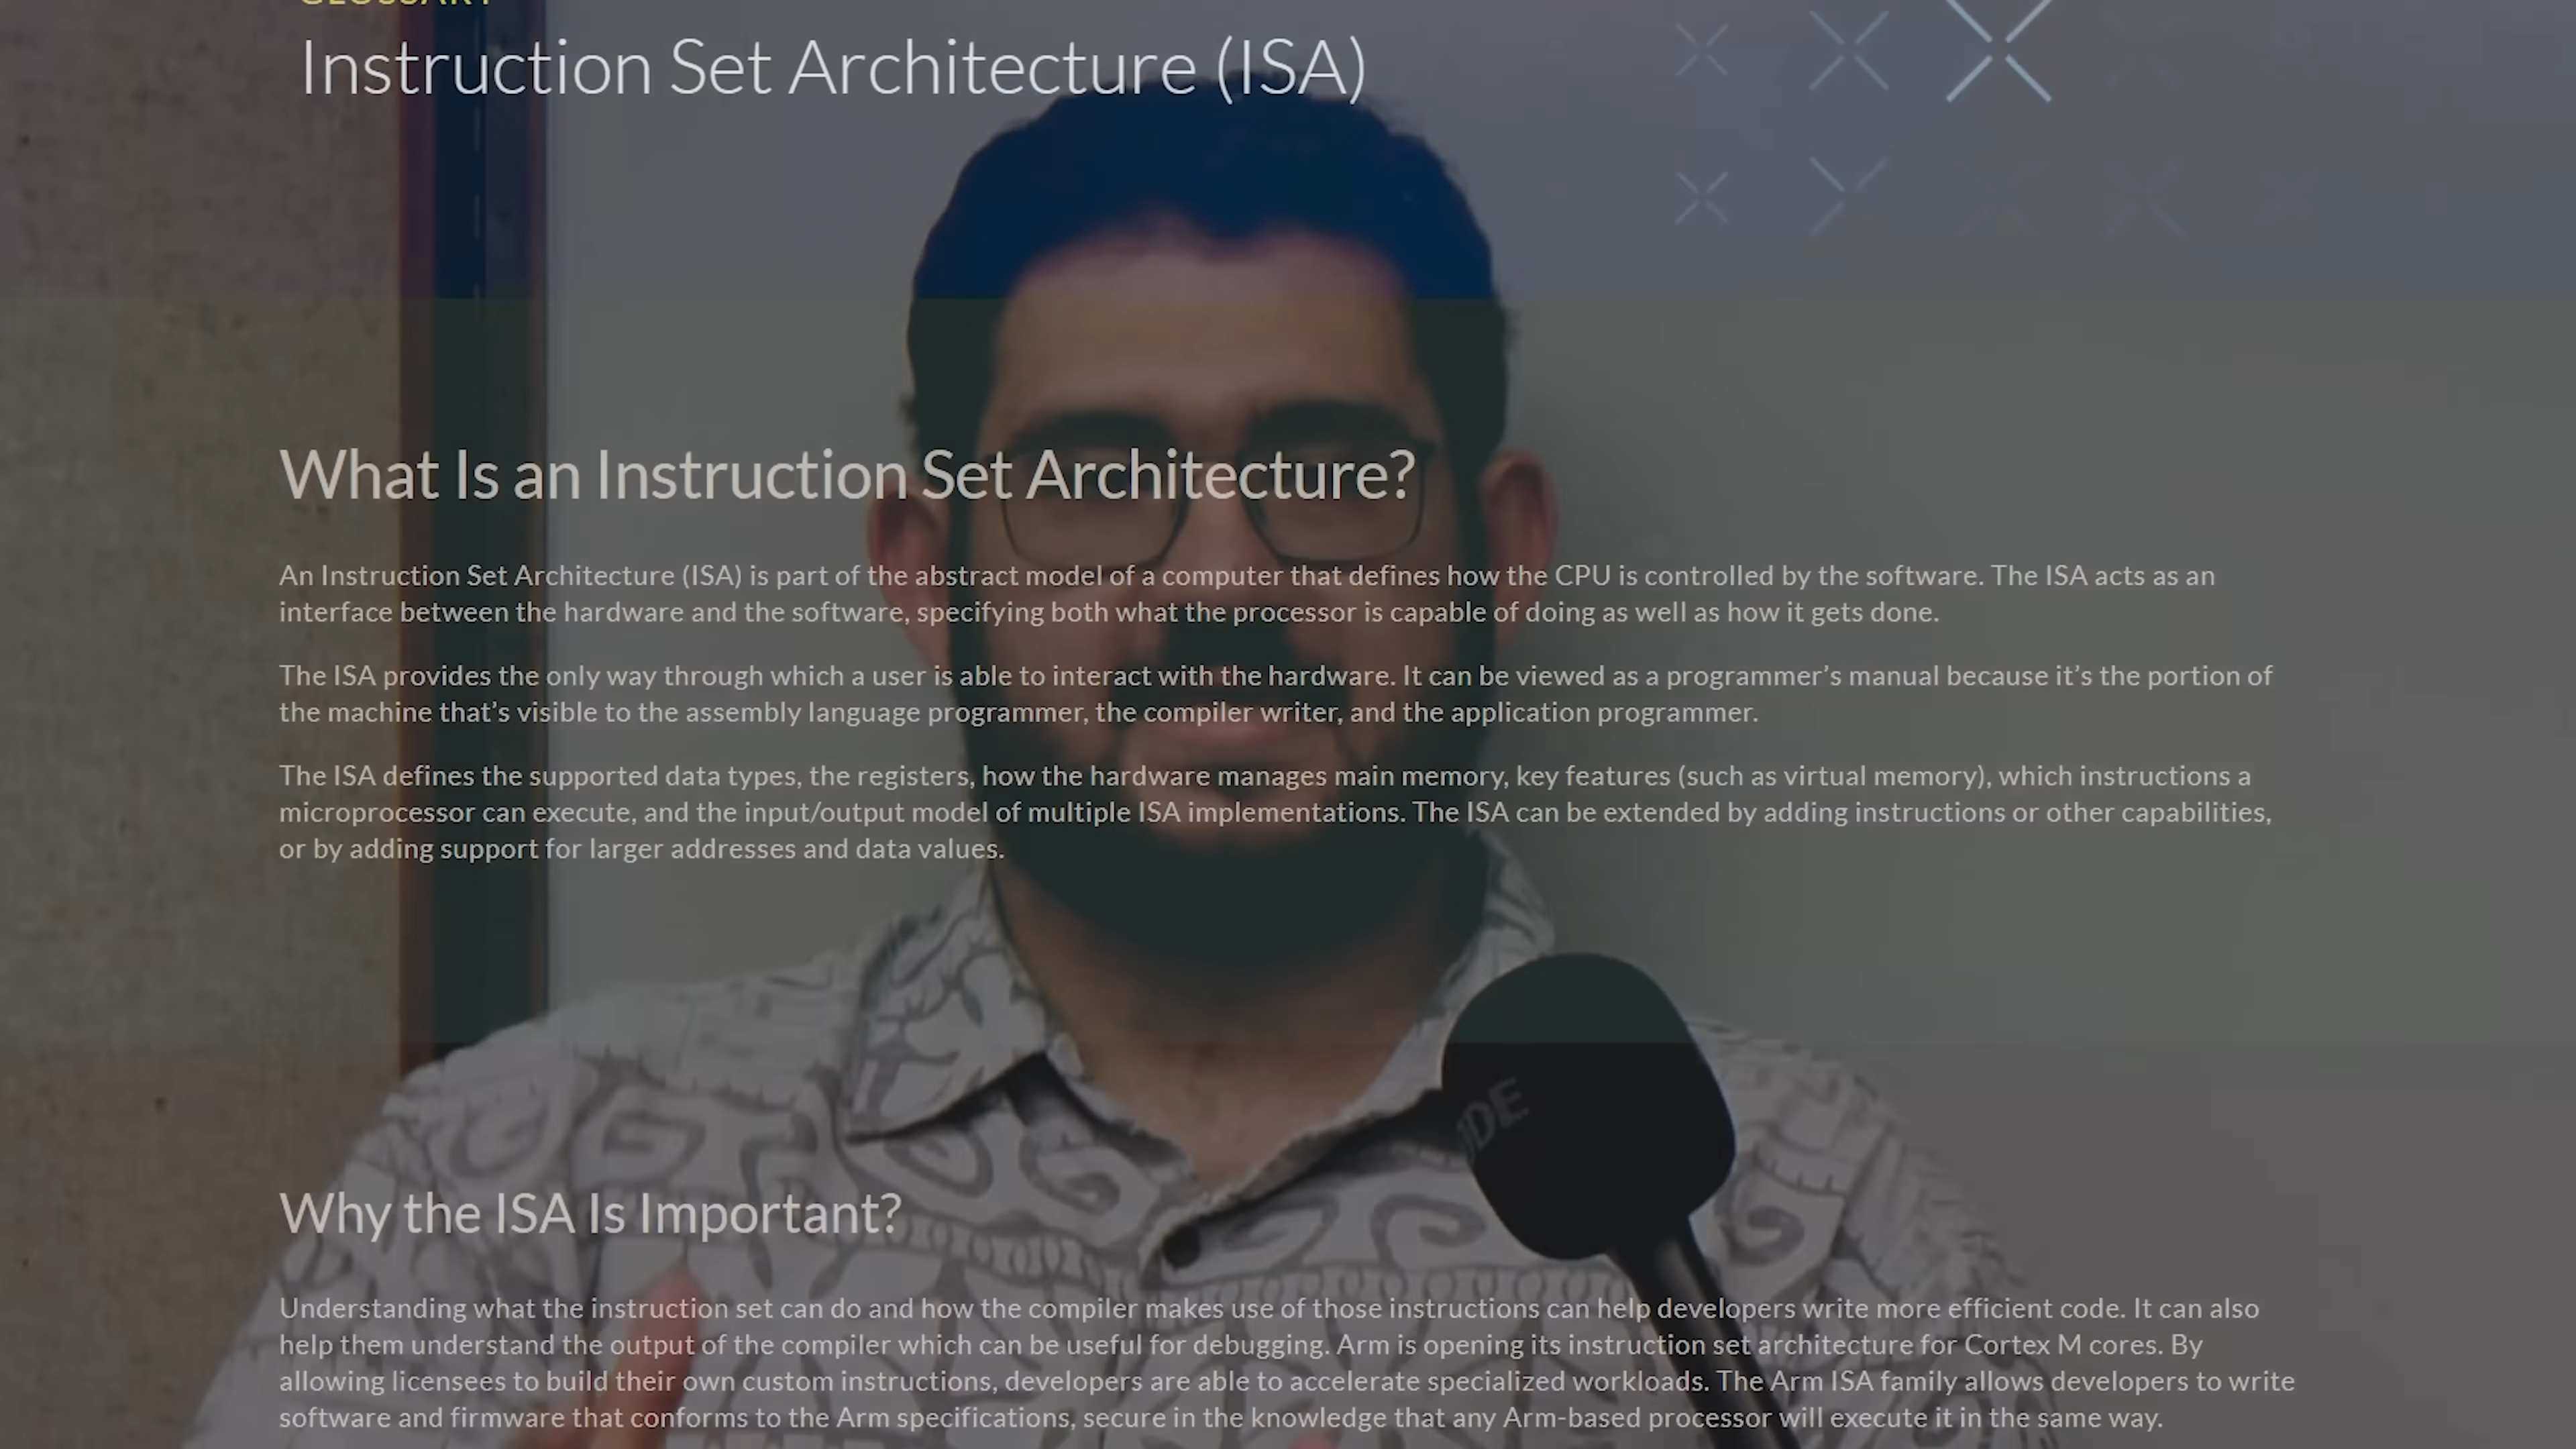 GLOSSARY
Instruction Set Architecture (ISA)
What Is an Instruction Set Architecture?
An Instruction Set Architecture (ISA) is part of the abstract model of a computer that defines how the CPU is controlled by the software. The ISA acts as an
interface between the hardware and the software, specifying both what the processor is capable of doing as well as how it gets done.
The ISA provides the only way through which a user is able to interact with the hardware. It can be viewed as a programmer’s manual because it’s the portion of
the machine that’s visible to the assembly language programmer, the compiler writer, and the application programmer.
The ISA defines the supported data types, the registers, how the hardware manages main memory, key features (such as virtual memory), which instructions a
microprocessor can execute, and the input/output model of multiple ISA implementations. The ISA can be extended by adding instructions or other capabilities,
or by adding support for larger addresses and data values.
Why the ISA Is Important?
Understanding what the instruction set can do and how the compiler makes use of those instructions can help developers write more efficient code. It can also
help them understand the output of the compiler which can be useful for debugging. Arm is opening its instruction set architecture for Cortex M cores. By
allowing licensees to build their own custom instructions, developers are able to accelerate specialized workloads. The Arm ISA family allows developers to write
software and firmware that conforms to the Arm specifications, secure in the knowledge that any Arm-based processor will execute it in the same way.